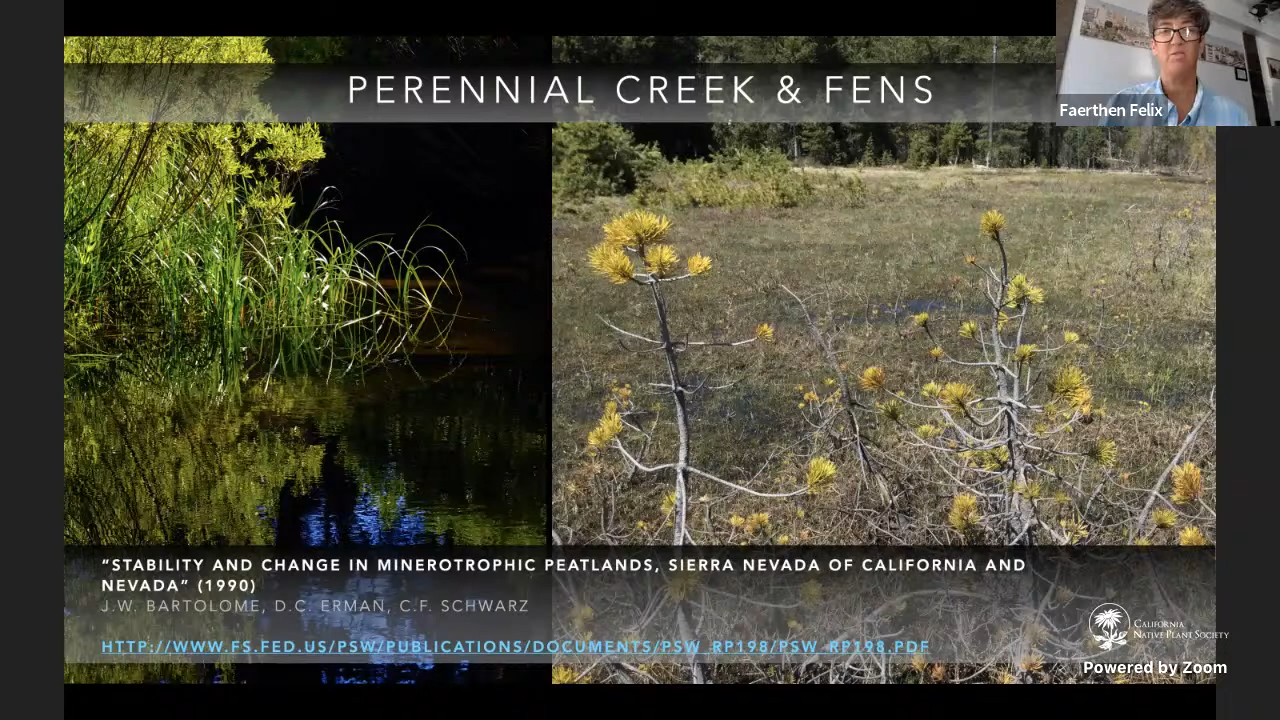 PERENNIAL CREEK & FENS
Faerthen Felix
"STABILITY AND CHANGE IN MINEROTROPHIC PEATLANDS, SIERRA NEVADA OF CALIFORNIA AND
NEVADA" (1990)
J.W. BARTOLOME, D.C. ERMAN, C.F. SCHWARZ
HTTP://WWW.FS.FED.US/PSW/PUBLICATIONS/DOCUMENTS/PSW_RP198/PSW_RP198.PDF
CALIFORNIA
NATIVE PLANT SOCIETY
Powered by Zoom